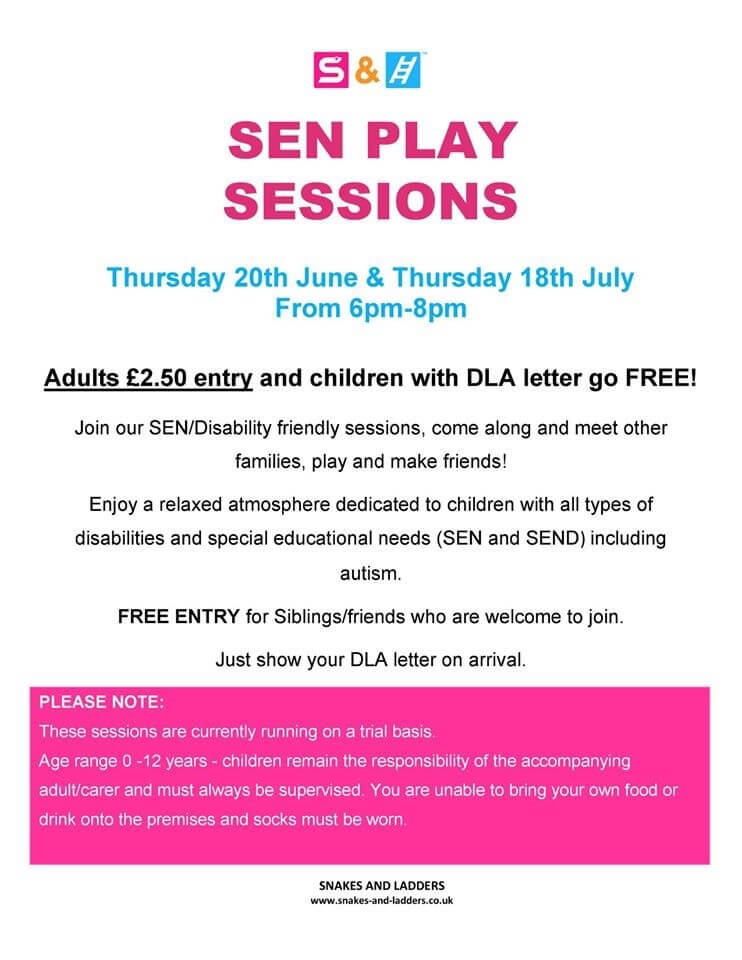 S & H™
SEN PLAY
SESSIONS
Thursday 20th June & Thursday 18th July
From 6pm-8pm
Adults £2.50 entry and children with DLA letter go FREE!
Join our SEN/Disability friendly sessions, come along and meet other
families, play and make friends!
Enjoy a relaxed atmosphere dedicated to children with all types of
disabilities and special educational needs (SEN and SEND) including
autism.
FREE ENTRY for Siblings/friends who are welcome to join.
Just show your DLA letter on arrival.
PLEASE NOTE:
These sessions are currently running on a trial basis.
Age range 0 -12 years - children remain the responsibility of the accompanying
adult/carer and must always be supervised. You are unable to bring your own food or
drink onto the premises and socks must be worn.
SNAKES AND LADDERS
www.snakes-and-ladders.co.uk